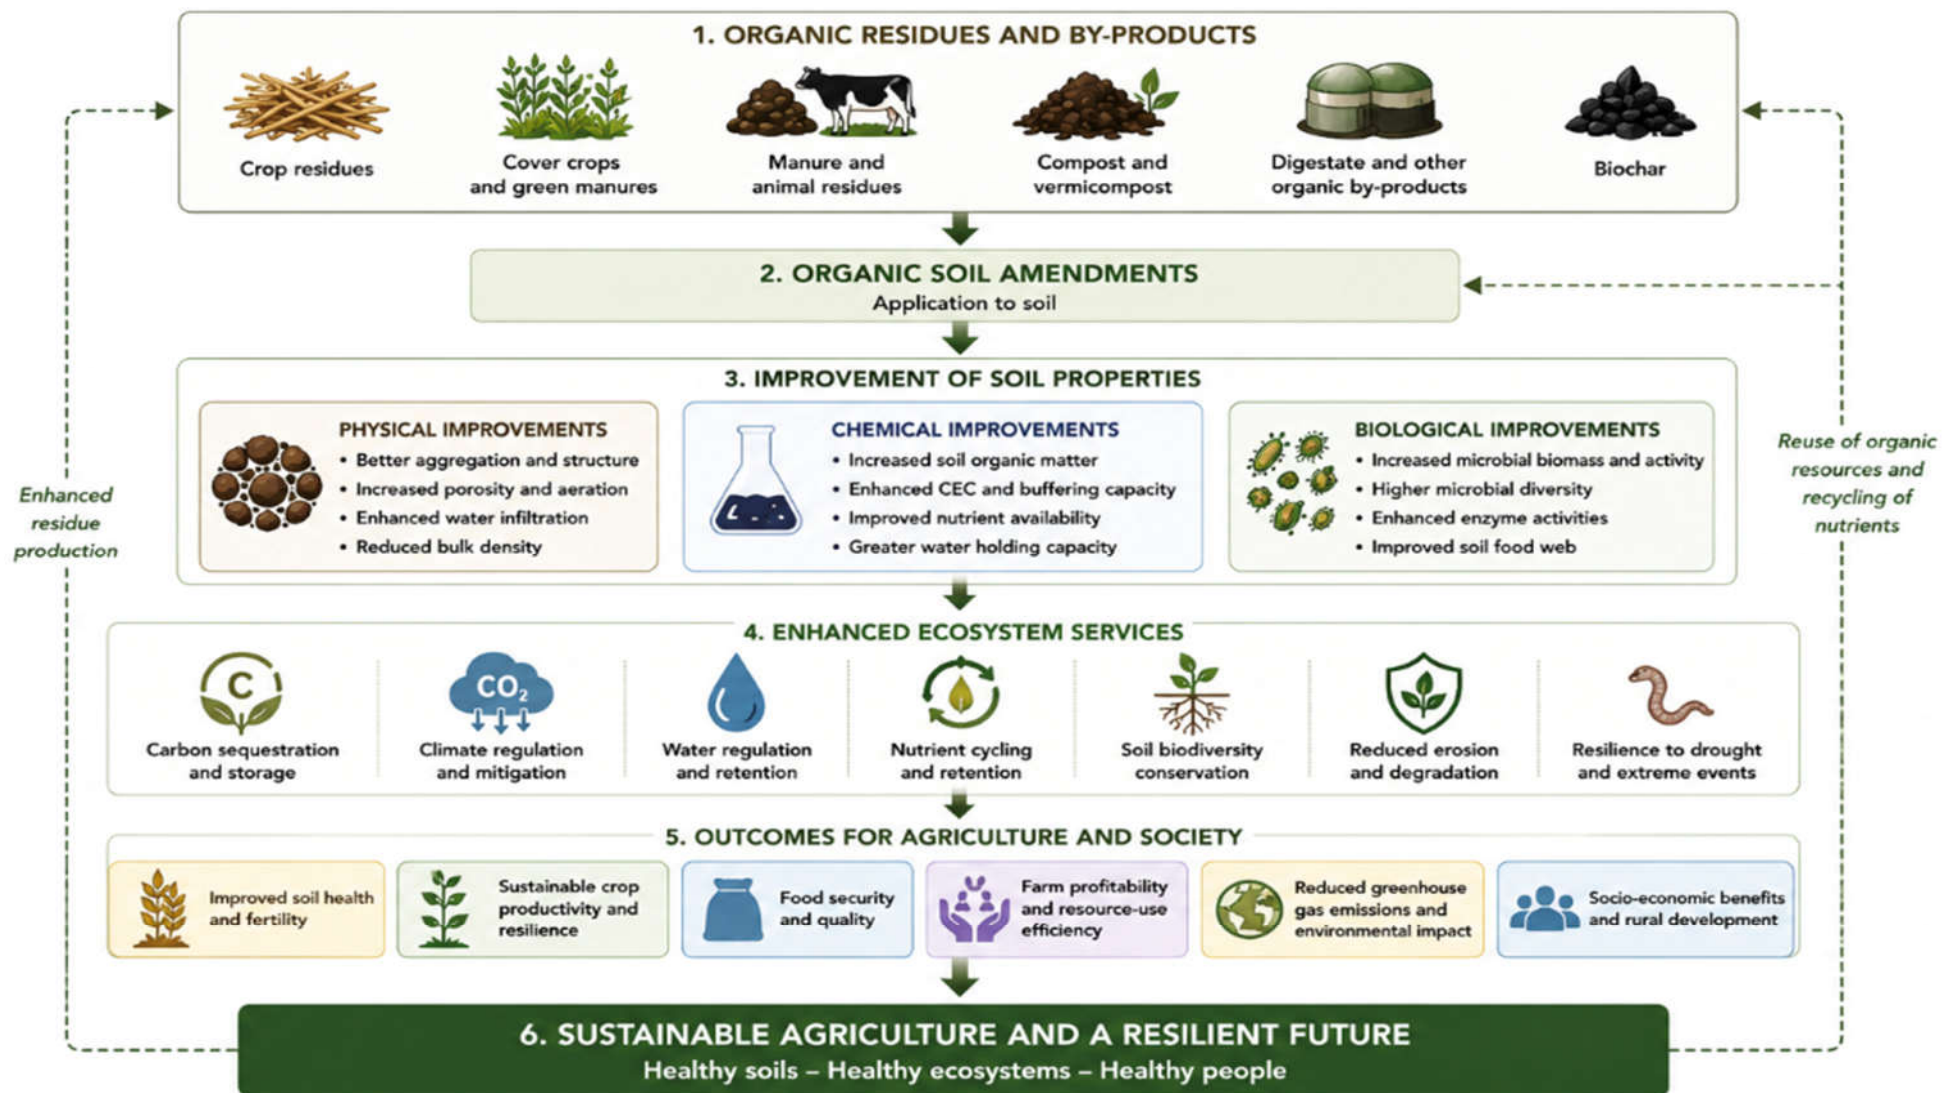 1. ORGANIC RESIDUES AND BY-PRODUCTS
Crop residues
Cover crops
and green manures
Manure and
animal residues
Compost and
vermicompost
Digestate and other
organic by-products
Biochar
2. ORGANIC SOIL AMENDMENTS
Application to soil
3. IMPROVEMENT OF SOIL PROPERTIES
PHYSICAL IMPROVEMENTS
• Better aggregation and structure
• Increased porosity and aeration
• Enhanced water infiltration
• Reduced bulk density
CHEMICAL IMPROVEMENTS
• Increased soil organic matter
• Enhanced CEC and buffering capacity
• Improved nutrient availability
• Greater water holding capacity
BIOLOGICAL IMPROVEMENTS
• Increased microbial biomass and activity
• Higher microbial diversity
• Enhanced enzyme activities
• Improved soil food web
Enhanced
residue
production
Reuse of organic
resources and
recycling of
nutrients
4. ENHANCED ECOSYSTEM SERVICES
C
Carbon sequestration
and storage
CO₂
Climate regulation
and mitigation
Water regulation
and retention
Nutrient cycling
and retention
Soil biodiversity
conservation
Reduced erosion
and degradation
Resilience to drought
and extreme events
5. OUTCOMES FOR AGRICULTURE AND SOCIETY
Improved soil health
and fertility
Sustainable crop
productivity and
resilience
Food security
and quality
Farm profitability
and resource-use
efficiency
Reduced greenhouse
gas emissions and
environmental impact
Socio-economic benefits
and rural development
6. SUSTAINABLE AGRICULTURE AND A RESILIENT FUTURE
Healthy soils – Healthy ecosystems – Healthy people